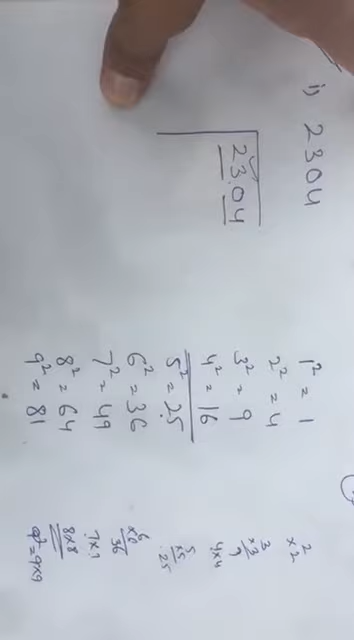 i) 2304
23.04
1² = 1
2² = 4
3² = 9
4² = 16
5² = 25
6² = 36
7² = 49
8² = 64
9² = 81
2
×2
3
×3
9
4×4
5
×5
25
6
×6
36
7×7
8×8
9² = 9×9